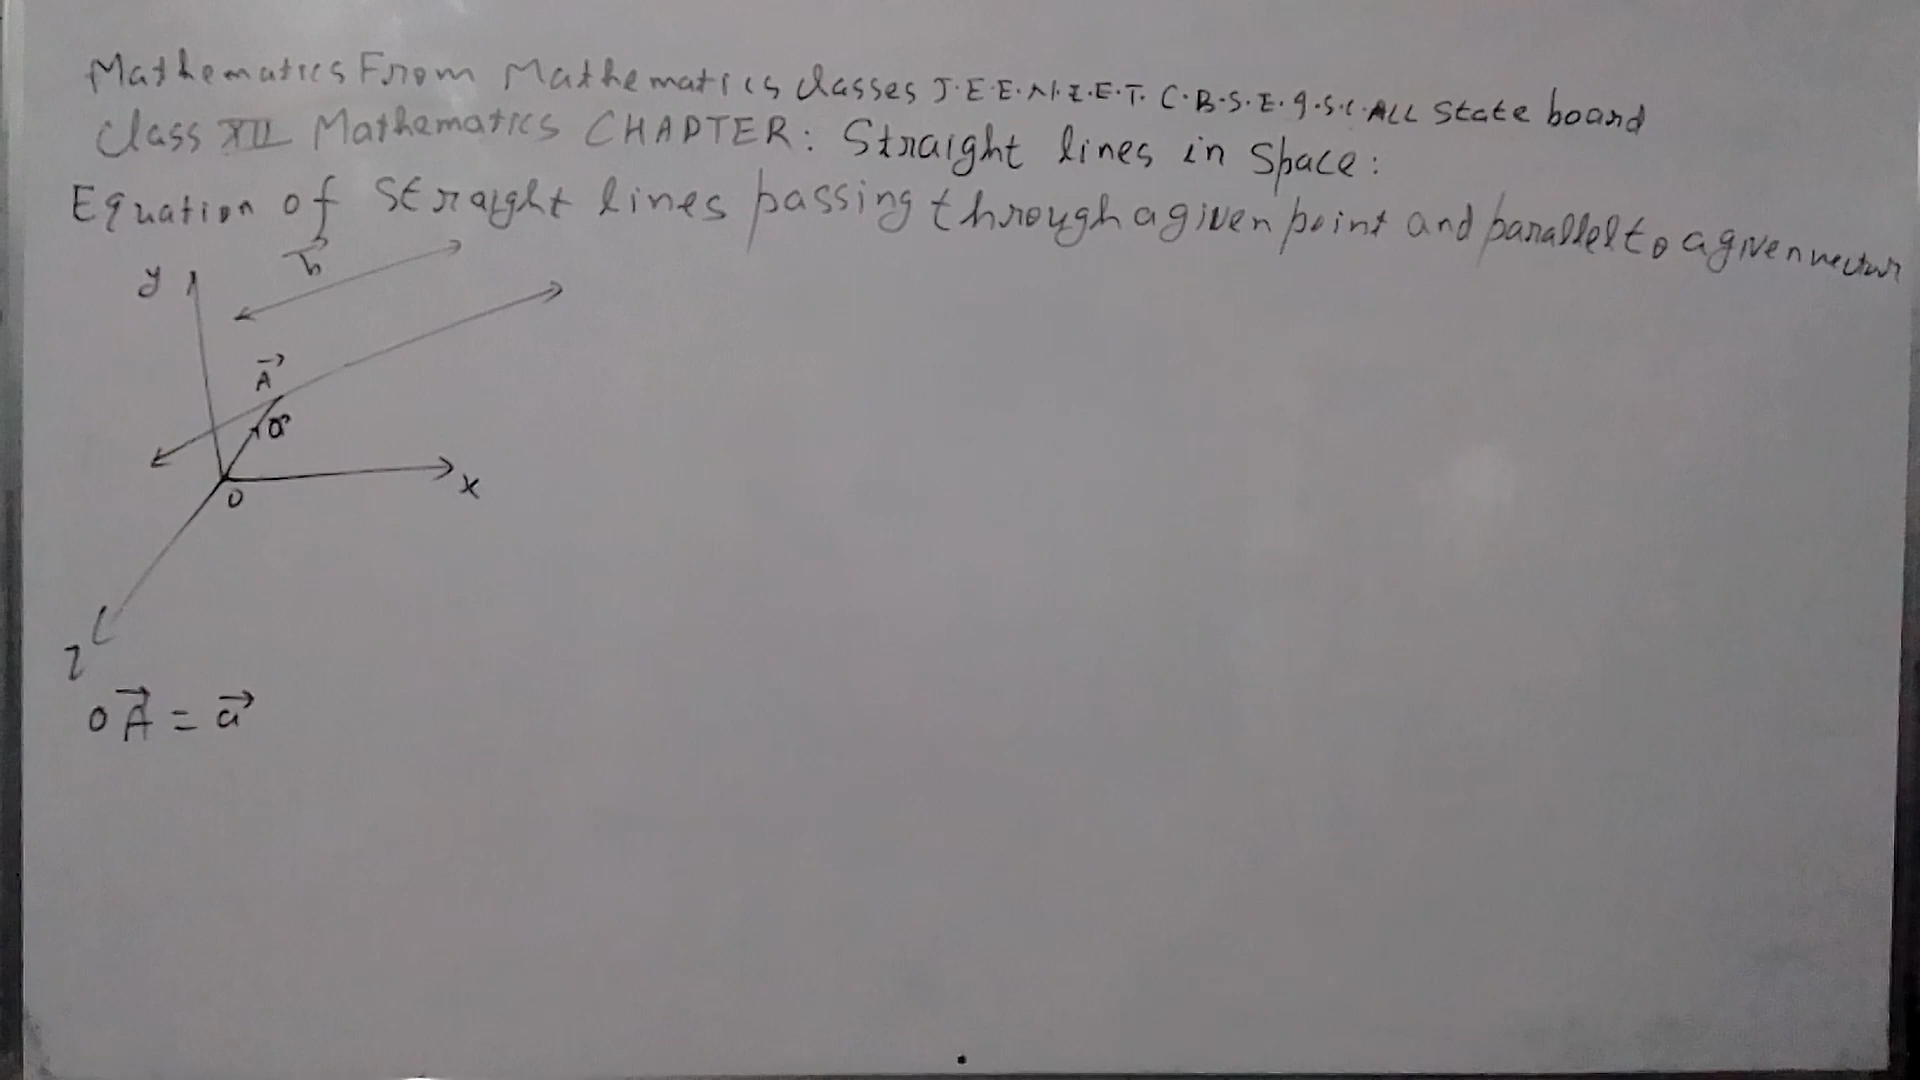 Mathematics From Mathematics classes J.E.E. N.E.E.T. C.B.S.E. I.S.C. ALL State board
Class XII Mathematics CHAPTER: Straight lines in Space:
Equation of Straight lines passing through a given point and parallel to a given vector
b⃗
y
A⃗
a⃗
x
O
Z
OA⃗ = a⃗